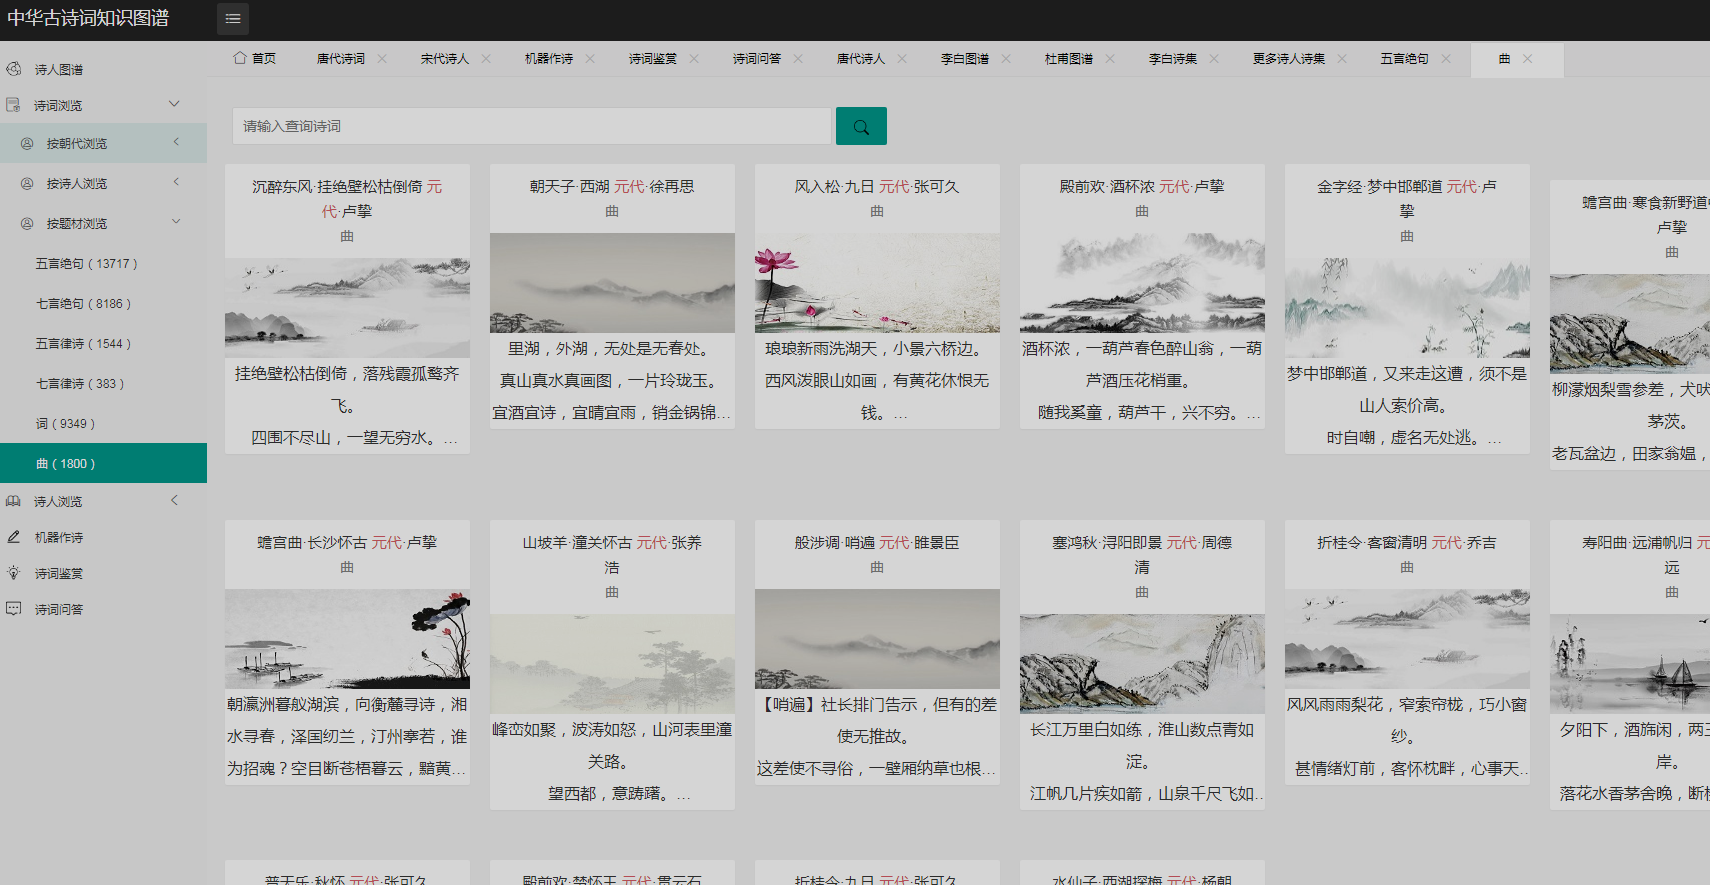 中华古诗词知识图谱
首页 唐代诗词 宋代诗人 机器作诗 诗词鉴赏 诗词问答 唐代诗人 李白图谱 杜甫图谱 李白诗集 更多诗人诗集 五言绝句 曲
诗人图谱
诗词浏览
按朝代浏览
按诗人浏览
按题材浏览
五言绝句（13717）
七言绝句（8186）
五言律诗（1544）
七言律诗（383）
词（9349）
曲（1800）
诗人浏览
机器作诗
诗词鉴赏
诗词问答
请输入查询诗词
沉醉东风·挂绝壁松枯倒倚 元
代·卢挚
曲
挂绝壁松枯倒倚，落残霞孤鹜齐
飞。
四围不尽山，一望无穷水。…
朝天子·西湖 元代·徐再思
曲
里湖，外湖，无处是无春处。
真山真水真画图，一片玲珑玉。
宜酒宜诗，宜晴宜雨，销金锅锦…
风入松·九日 元代·张可久
曲
琅琅新雨洗湖天，小景六桥边。
西风泼眼山如画，有黄花休恨无
钱。…
殿前欢·酒杯浓 元代·卢挚
曲
酒杯浓，一葫芦春色醉山翁，一葫
芦酒压花梢重。
随我奚童，葫芦干，兴不穷。…
金字经·梦中邯郸道 元代·卢
挚
曲
梦中邯郸道，又来走这遭，须不是
山人索价高。
时自嘲，虚名无处逃。…
蟾宫曲·寒食新野道
卢挚
曲
柳濛烟梨雪参差，犬吠
茅茨。
老瓦盆边，田家翁媪，
蟾宫曲·长沙怀古 元代·卢挚
曲
朝瀛洲暮舣湖滨，向衡麓寻诗，湘
水寻春，泽国纫兰，汀州搴若，谁
为招魂？空目断苍梧暮云，黯黄…
山坡羊·潼关怀古 元代·张养
浩
曲
峰峦如聚，波涛如怒，山河表里潼
关路。
望西都，意踌躇。…
般涉调·哨遍 元代·睢景臣
曲
【哨遍】社长排门告示，但有的差
使无推故。
这差使不寻俗，一壁厢纳草也根…
塞鸿秋·浔阳即景 元代·周德
清
曲
长江万里白如练，淮山数点青如
淀。
江帆几片疾如箭，山泉千尺飞如…
折桂令·客窗清明 元代·乔吉
曲
风风雨雨梨花，窄索帘栊，巧小窗
纱。
甚情绪灯前，客怀枕畔，心事天…
寿阳曲·远浦帆归 元
远
曲
夕阳下，酒旆闲，两三
岸。
落花水香茅舍晚，断桥
普天乐·秋怀 元代·张可久
殿前欢·楚怀王 元代·贯云石
折桂令·九日 元代·张可久
水仙子·西湖探梅 元代·杨朝